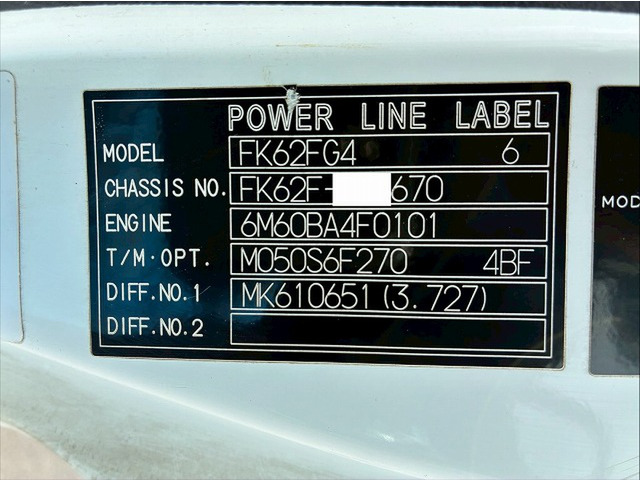 POWER LINE LABEL
MODEL FK62FG4 6
CHASSIS NO. FK62F- 670
ENGINE 6M60BA4F0101
T/M·OPT. M050S6F270 4BF
DIFF.NO.1 MK610651(3.727)
DIFF.NO.2
MOD